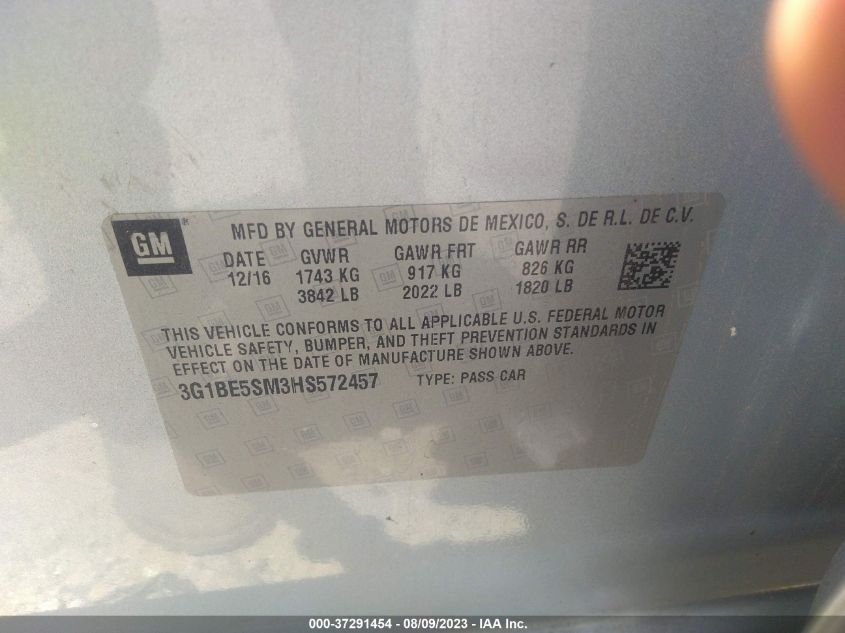 GM®
MFD BY GENERAL MOTORS DE MEXICO, S. DE R.L. DE C.V.
DATE GVWR GAWR FRT GAWR RR
12/16 1743 KG 917 KG 826 KG
3842 LB 2022 LB 1820 LB
THIS VEHICLE CONFORMS TO ALL APPLICABLE U.S. FEDERAL MOTOR
VEHICLE SAFETY, BUMPER, AND THEFT PREVENTION STANDARDS IN
EFFECT ON THE DATE OF MANUFACTURE SHOWN ABOVE.
3G1BE5SM3HS572457 TYPE: PASS CAR
000-37291454 - 08/09/2023 - IAA Inc.